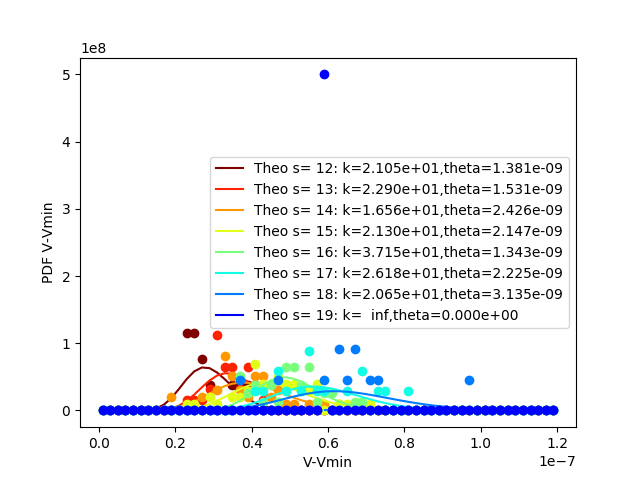 1e8
5
4
3
2
1
0
PDF V-Vmin
Theo s= 12: k=2.105e+01,theta=1.381e-09
Theo s= 13: k=2.290e+01,theta=1.531e-09
Theo s= 14: k=1.656e+01,theta=2.426e-09
Theo s= 15: k=2.130e+01,theta=2.147e-09
Theo s= 16: k=3.715e+01,theta=1.343e-09
Theo s= 17: k=2.618e+01,theta=2.225e-09
Theo s= 18: k=2.065e+01,theta=3.135e-09
Theo s= 19: k=  inf,theta=0.000e+00
0.0 0.2 0.4 0.6 0.8 1.0 1.2
V-Vmin
1e−7